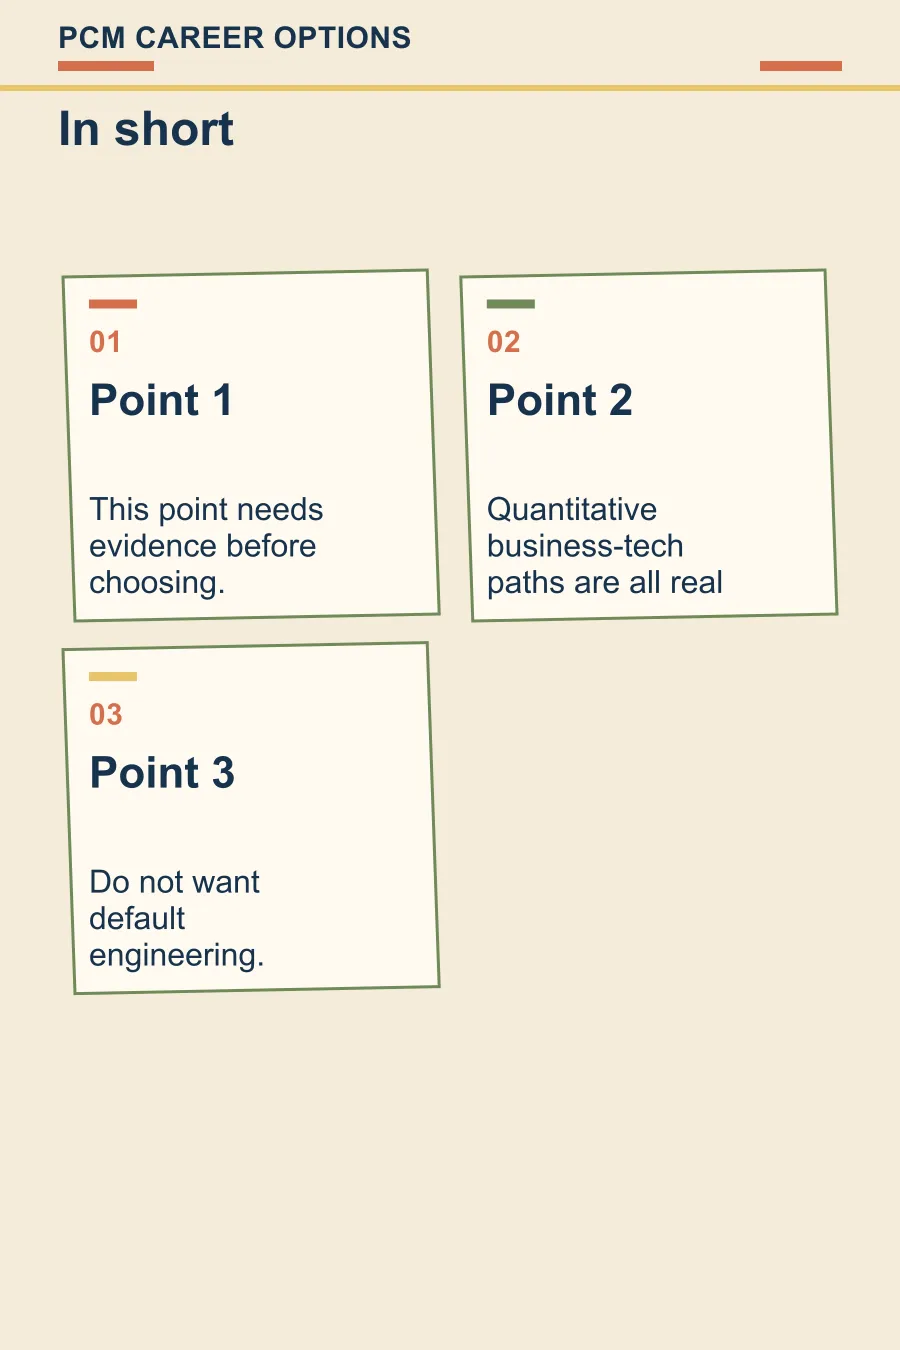 PCM CAREER OPTIONS
In short
01
Point 1
This point needs
evidence before
choosing.
02
Point 2
Quantitative
business-tech
paths are all real
03
Point 3
Do not want
default
engineering.